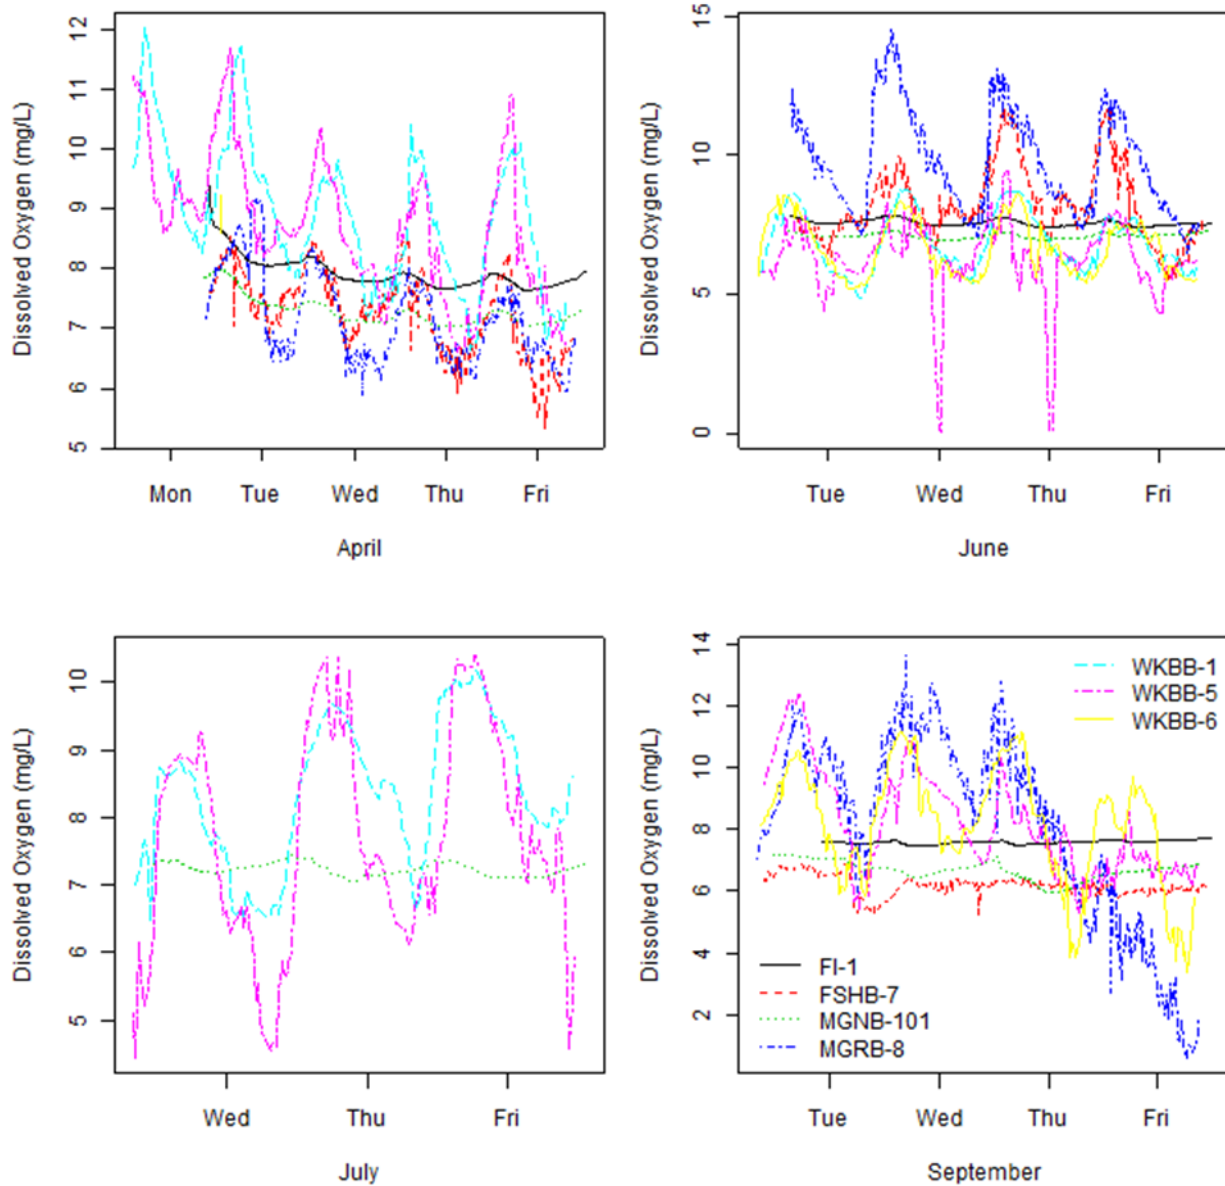 Dissolved Oxygen (mg/L)
12
11
10
9
8
7
6
5
Mon Tue Wed Thu Fri
April
Dissolved Oxygen (mg/L)
15
10
5
0
Tue Wed Thu Fri
June
Dissolved Oxygen (mg/L)
10
9
8
7
6
5
Wed Thu Fri
July
Dissolved Oxygen (mg/L)
14
12
10
8
6
4
2
WKBB-1
WKBB-5
WKBB-6
FI-1
FSHB-7
MGNB-101
MGRB-8
Tue Wed Thu Fri
September